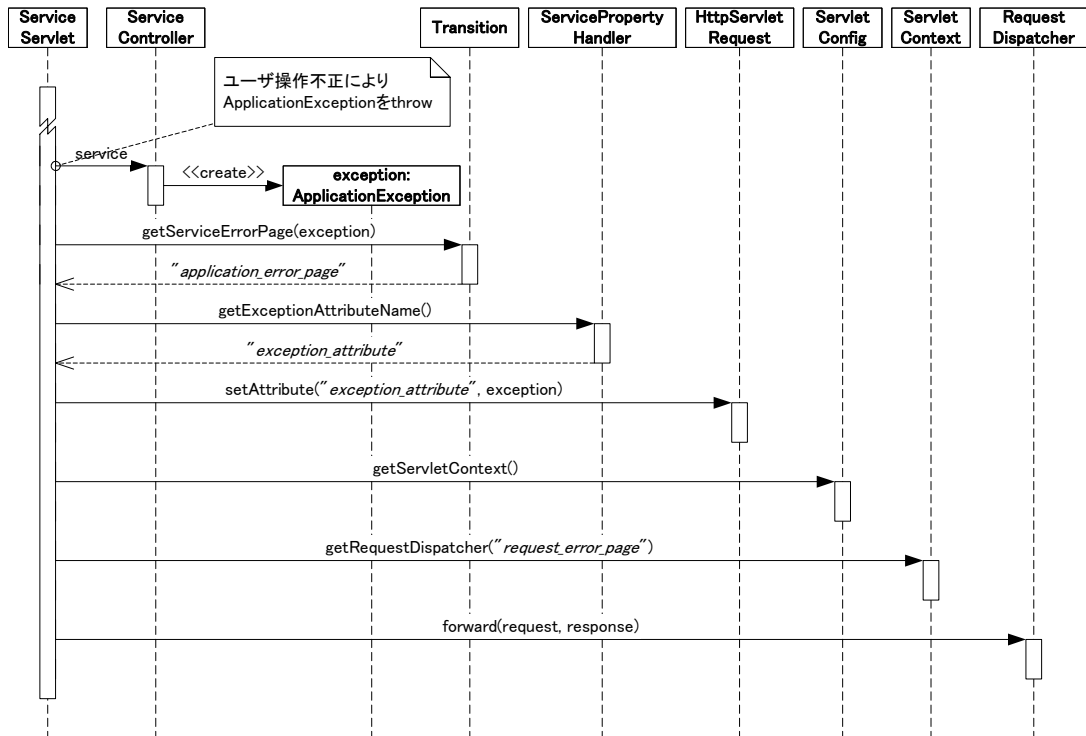 Service
Servlet
Service
Controller
Transition
ServiceProperty
Handler
HttpServlet
Request
Servlet
Config
Servlet
Context
Request
Dispatcher
ユーザ操作不正により
ApplicationExceptionをthrow
service
<<create>>
exception:
ApplicationException
getServiceErrorPage(exception)
"application_error_page"
getExceptionAttributeName()
"exception_attribute"
setAttribute("exception_attribute", exception)
getServletContext()
getRequestDispatcher("request_error_page")
forward(request, response)